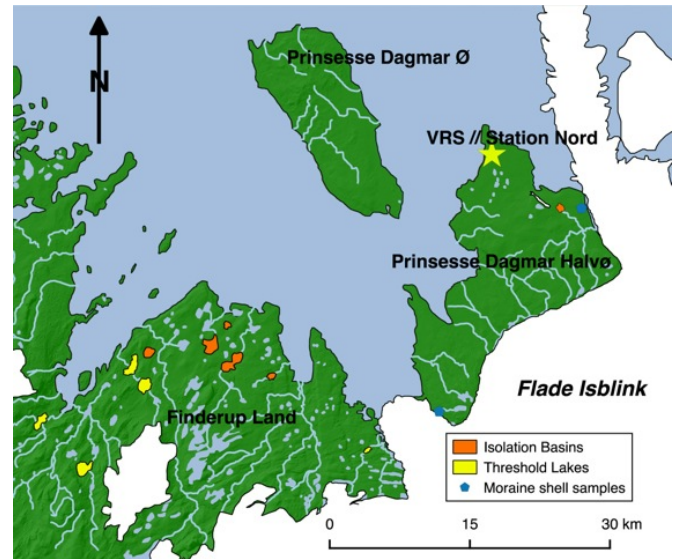 Prinsesse Dagmar Ø
N
VRS // Station Nord
Prinsesse Dagmar Halvø
Finderup Land
Flade Isblink
Isolation Basins
Threshold Lakes
Moraine shell samples
0 15 30 km